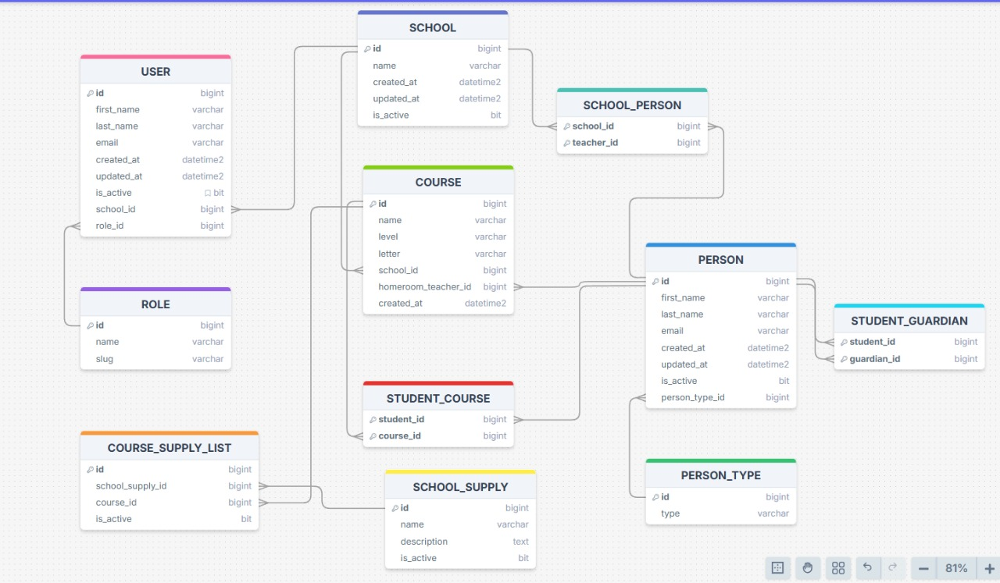 SCHOOL
id bigint
name varchar
created_at datetime2
updated_at datetime2
is_active bit
USER
id bigint
first_name varchar
last_name varchar
email varchar
created_at datetime2
updated_at datetime2
is_active bit
school_id bigint
role_id bigint
SCHOOL_PERSON
school_id bigint
teacher_id bigint
COURSE
id bigint
name varchar
level varchar
letter varchar
school_id bigint
homeroom_teacher_id bigint
created_at datetime2
PERSON
id bigint
first_name varchar
last_name varchar
email varchar
created_at datetime2
updated_at datetime2
is_active bit
person_type_id bigint
ROLE
id bigint
name varchar
slug varchar
STUDENT_GUARDIAN
student_id bigint
guardian_id bigint
STUDENT_COURSE
student_id bigint
course_id bigint
COURSE_SUPPLY_LIST
id bigint
school_supply_id bigint
course_id bigint
is_active bit
SCHOOL_SUPPLY
id bigint
name varchar
description text
is_active bit
PERSON_TYPE
id bigint
type varchar
81%